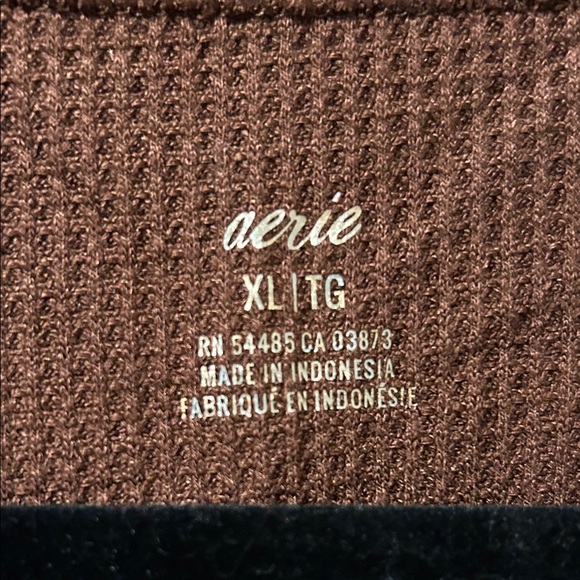 aerie
XL|TG
RN 54485 CA 03873
MADE IN INDONESIA
FABRIQUÉ EN INDONÉSIE